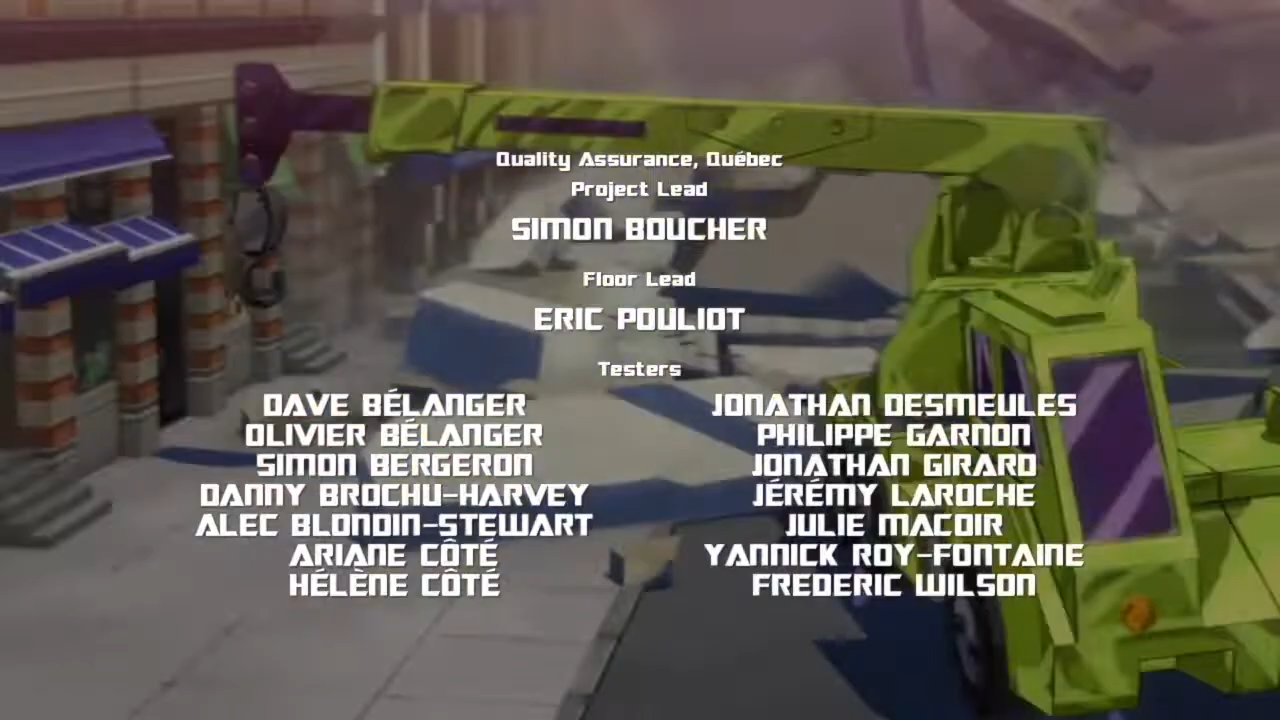 Quality Assurance, Québec
Project Lead
SIMON BOUCHER
Floor Lead
ERIC POULIOT
Testers
DAVE BÉLANGER
OLIVIER BÉLANGER
SIMON BERGERON
DANNY BROCHU-HARVEY
ALEC BLONDIN-STEWART
ARIANE CÔTÉ
HÉLÈNE CÔTÉ
JONATHAN DESMEULES
PHILIPPE GARNON
JONATHAN GIRARD
JÉRÉMY LAROCHE
JULIE MACOIR
YANNICK ROY-FONTAINE
FREDERIC WILSON